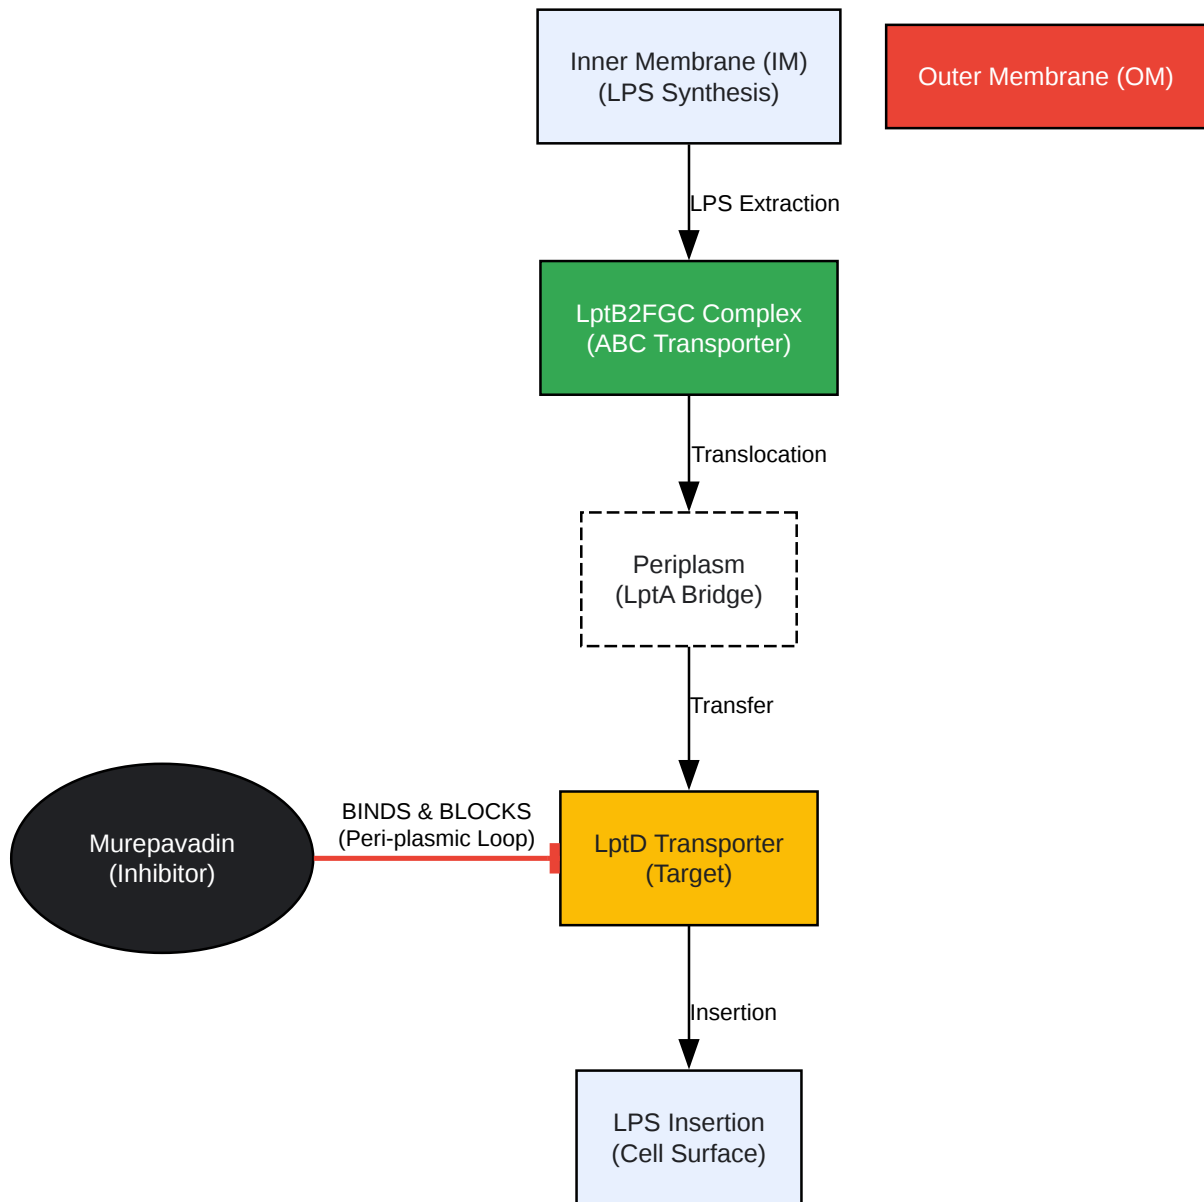 Inner Membrane (IM)
(LPS Synthesis)
Outer Membrane (OM)
LPS Extraction
LptB2FGC Complex
(ABC Transporter)
Translocation
Periplasm
(LptA Bridge)
Transfer
Murepavadin
(Inhibitor)
BINDS & BLOCKS
(Peri-plasmic Loop)
LptD Transporter
(Target)
Insertion
LPS Insertion
(Cell Surface)